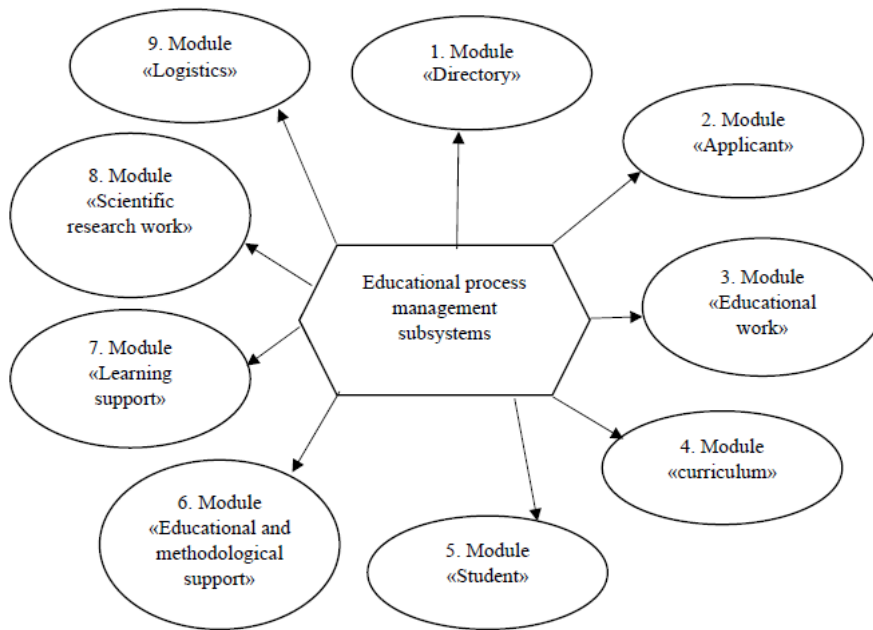 9. Module
«Logistics»
1. Module
«Directory»
2. Module
«Applicant»
8. Module
«Scientific
research work»
Educational process
management
subsystems
3. Module
«Educational
work»
7. Module
«Learning
support»
4. Module
«curriculum»
6. Module
«Educational and
methodological
support»
5. Module
«Student»